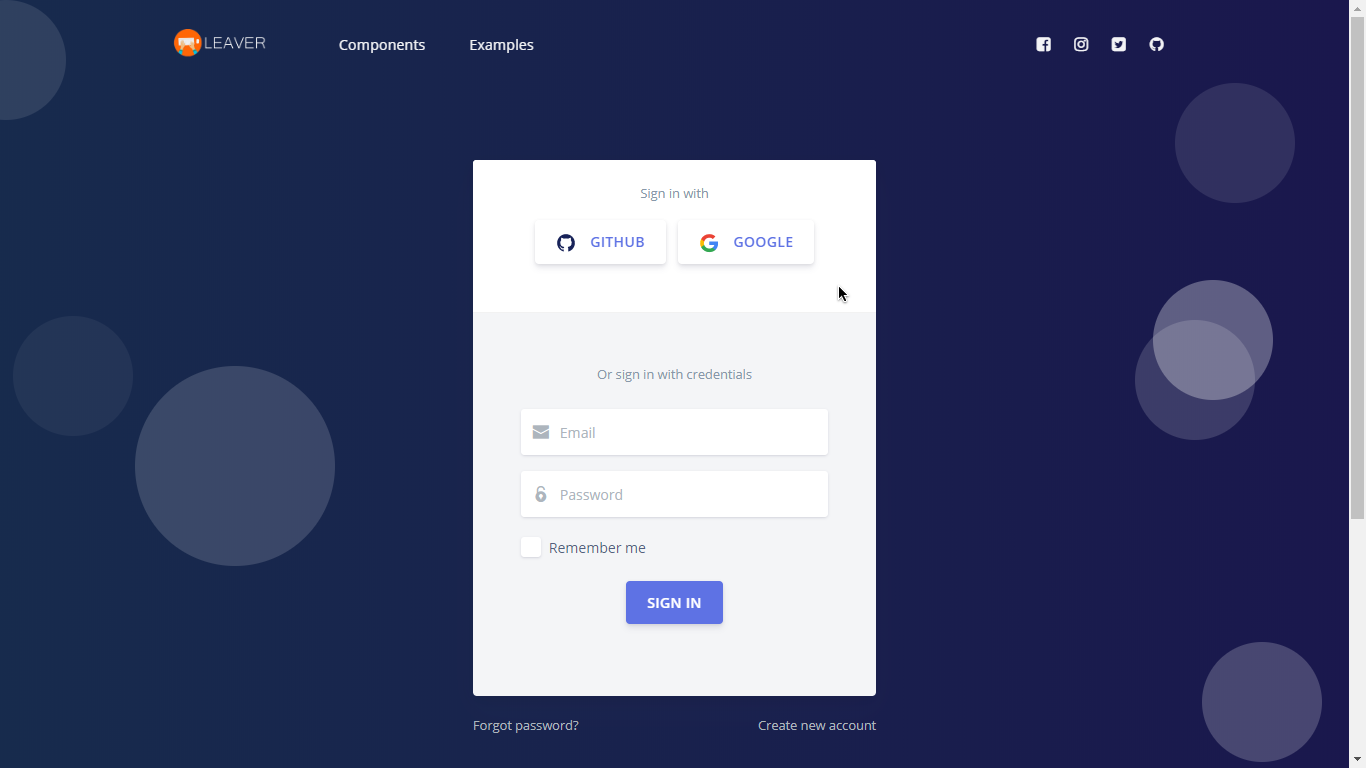 LEAVER
Components
Examples
Sign in with
GITHUB
GOOGLE
Or sign in with credentials
Email
Password
Remember me
SIGN IN
Forgot password?
Create new account